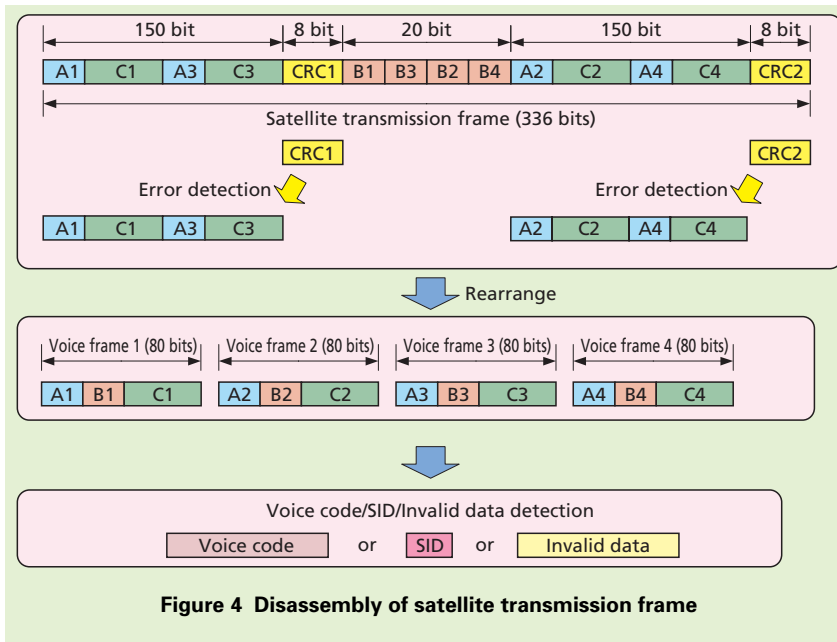 150 bit 8 bit 20 bit 150 bit 8 bit
A1 C1 A3 C3 CRC1 B1 B3 B2 B4 A2 C2 A4 C4 CRC2
Satellite transmission frame (336 bits)
CRC1 CRC2
Error detection Error detection
A1 C1 A3 C3 A2 C2 A4 C4
Rearrange
Voice frame 1 (80 bits) Voice frame 2 (80 bits) Voice frame 3 (80 bits) Voice frame 4 (80 bits)
A1 B1 C1 A2 B2 C2 A3 B3 C3 A4 B4 C4
Voice code/SID/Invalid data detection
Voice code or SID or Invalid data
Figure 4 Disassembly of satellite transmission frame